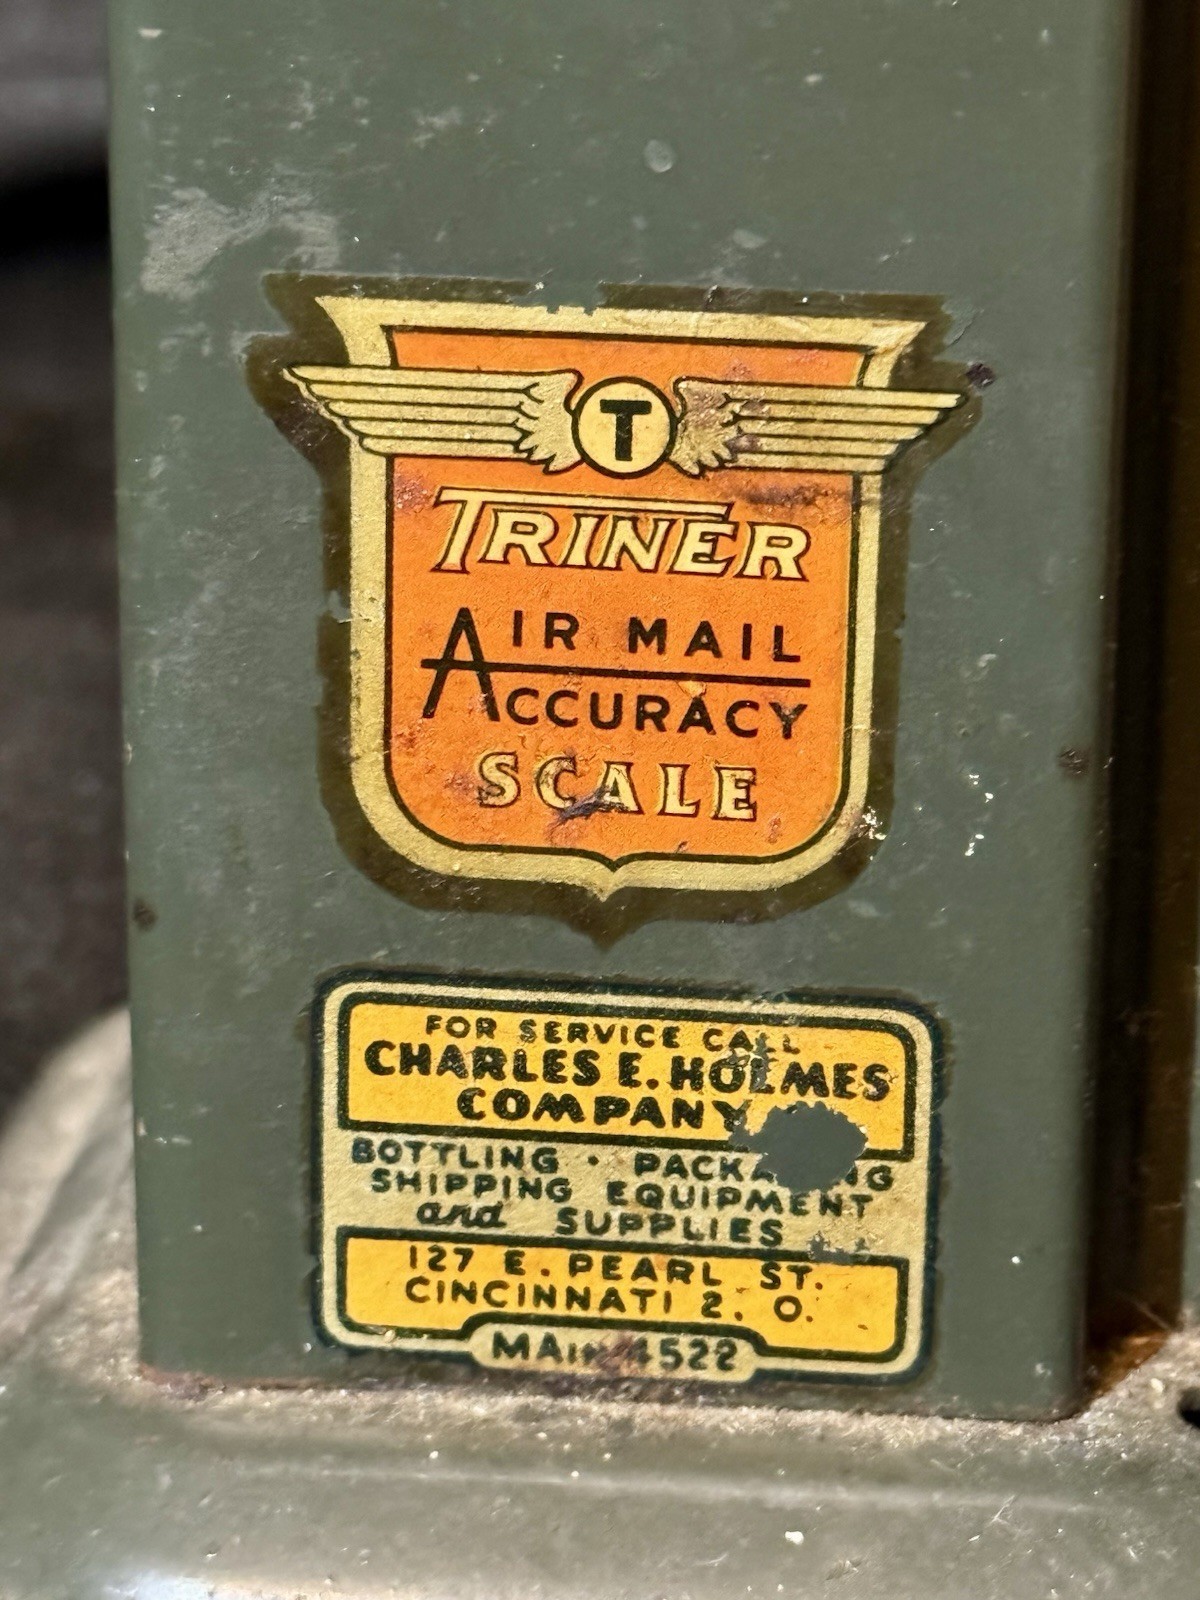 T
TRINER
AIR MAIL
ACCURACY
SCALE
FOR SERVICE CALL
CHARLES E. HOLMES
COMPANY
BOTTLING · PACKAGING
SHIPPING EQUIPMENT
and SUPPLIES
127 E. PEARL ST.
CINCINNATI 2, O.
MAin 4522